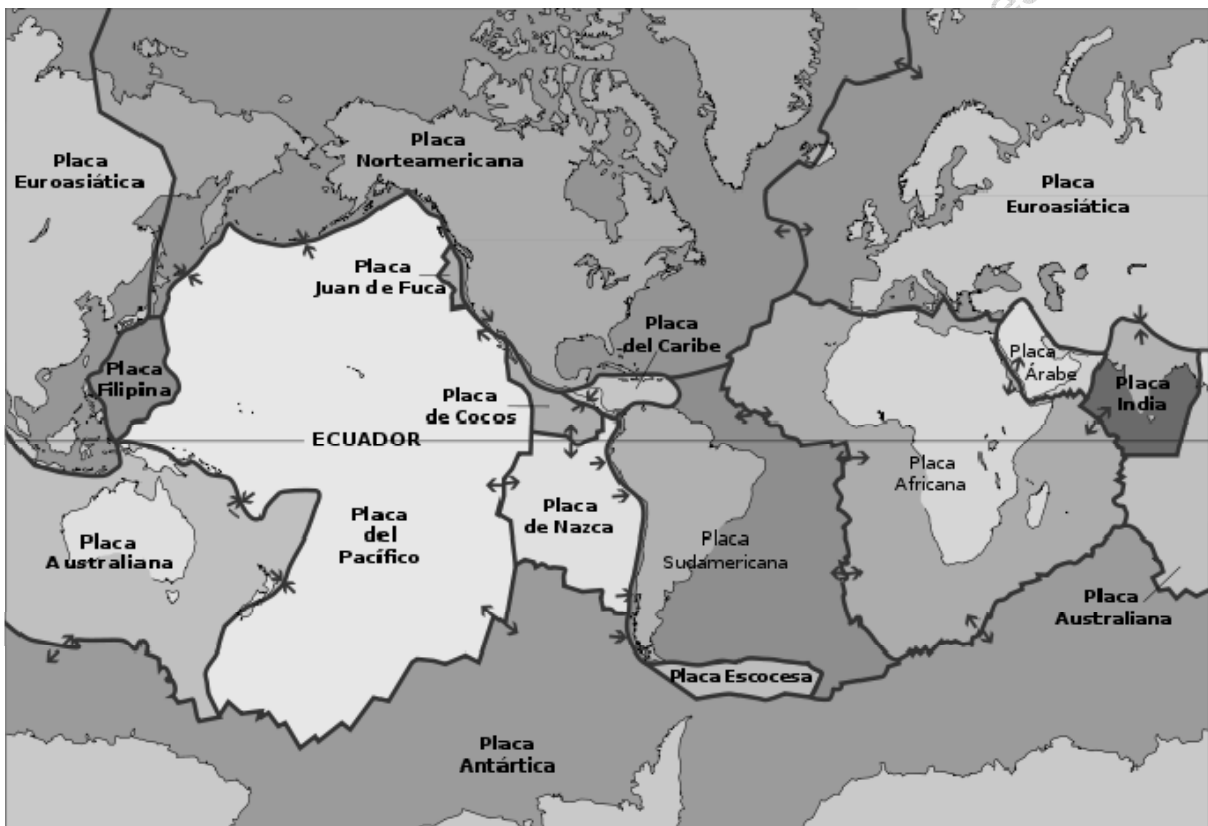 Placa
Norteamericana
Placa
Euroasiática
Placa
Euroasiática
Placa
Juan de Fuca
Placa
del Caribe
Placa
Árabe
Placa
Filipina
Placa
India
Placa
de Cocos
ECUADOR
Placa
Africana
Placa
de Nazca
Placa
del
Pacífico
Placa
Australiana
Placa
Sudamericana
Placa
Australiana
Placa Escocesa
Placa
Antártica